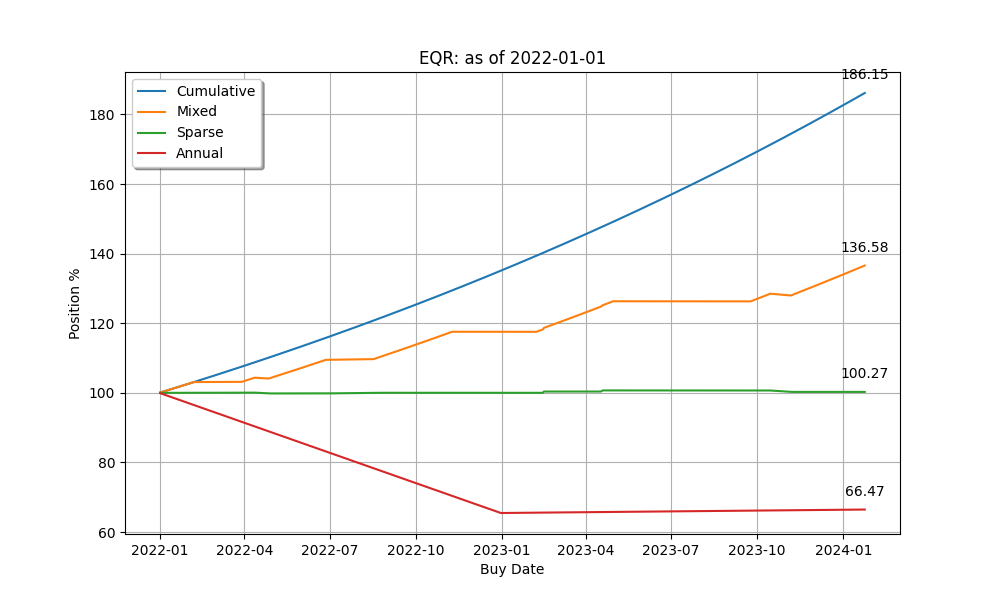 EQR: as of 2022-01-01
186.15
Cumulative
Mixed
Sparse
Annual
180
160
140
120
100
80
60
136.58
100.27
66.47
Position %
2022-01 2022-04 2022-07 2022-10 2023-01 2023-04 2023-07 2023-10 2024-01
Buy Date